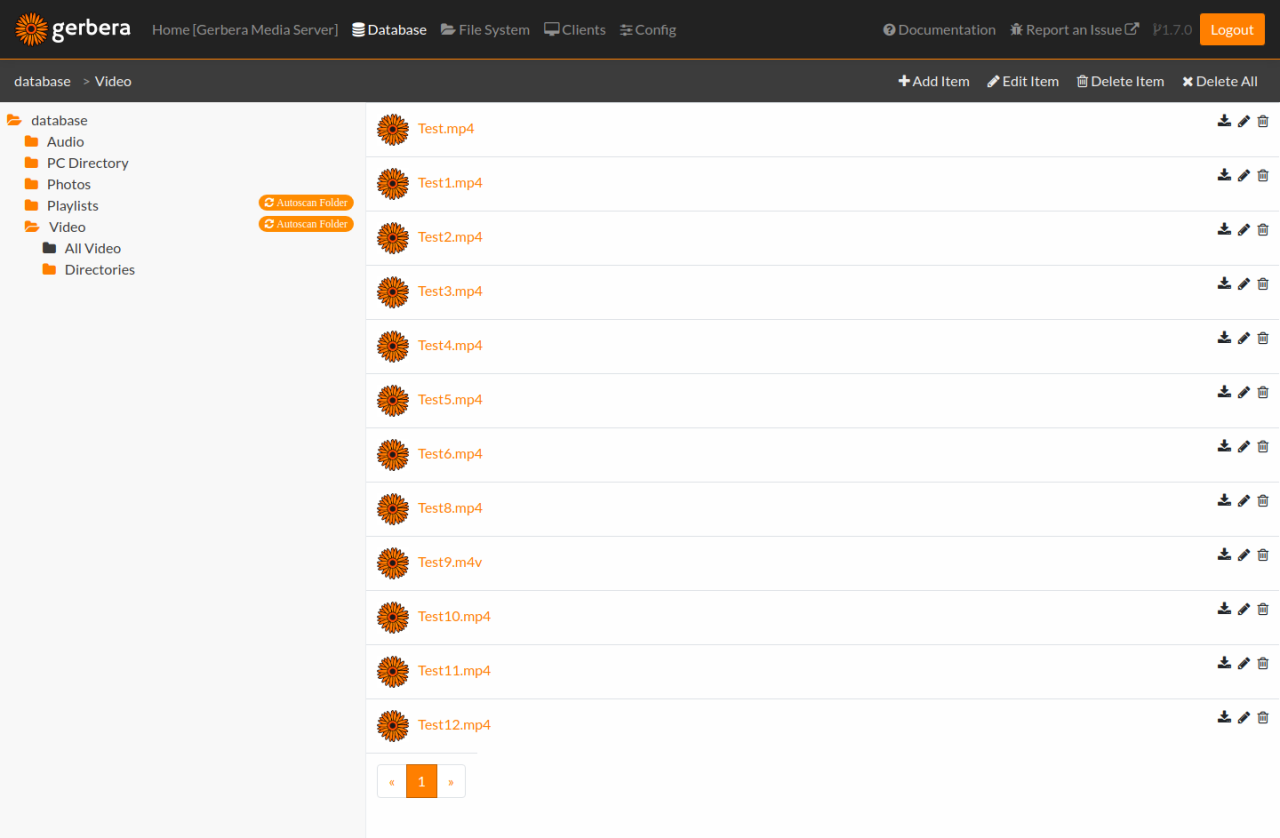 gerbera Home [Gerbera Media Server] Database File System Clients Config Documentation Report an Issue 1.7.0 Logout
database > Video + Add Item Edit Item Delete Item Delete All
database
Audio
PC Directory
Photos
Playlists Autoscan Folder
Video Autoscan Folder
All Video
Directories
Test.mp4
Test1.mp4
Test2.mp4
Test3.mp4
Test4.mp4
Test5.mp4
Test6.mp4
Test8.mp4
Test9.m4v
Test10.mp4
Test11.mp4
Test12.mp4
« 1 »